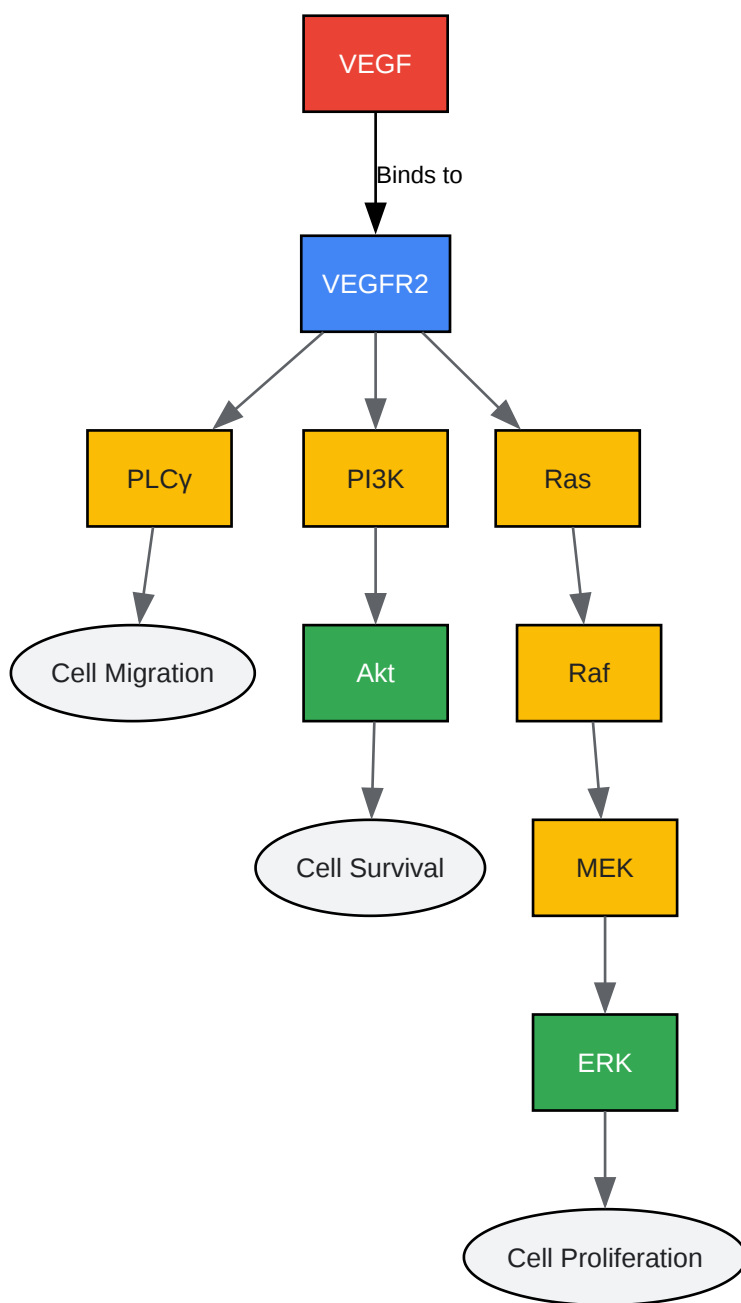 VEGF
Binds to
VEGFR2
PLCγ
PI3K
Ras
Cell Migration
Akt
Raf
Cell Survival
MEK
ERK
Cell Proliferation